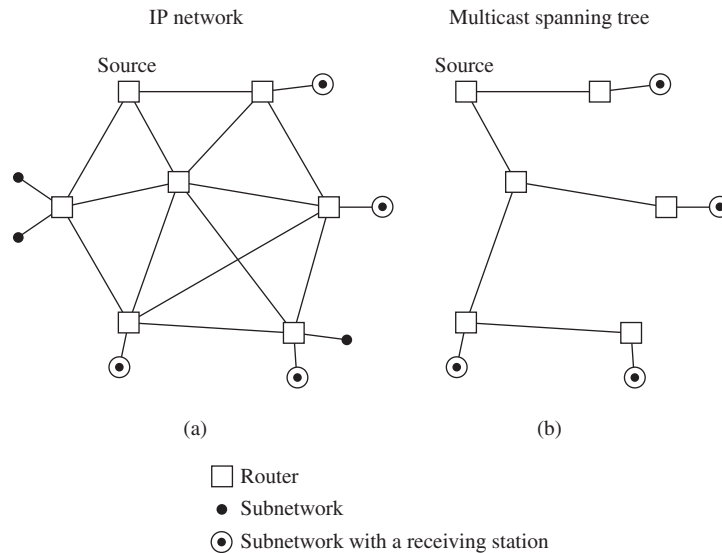 IP network
Multicast spanning tree
Source
Source
(a)
(b)
Router
Subnetwork
Subnetwork with a receiving station